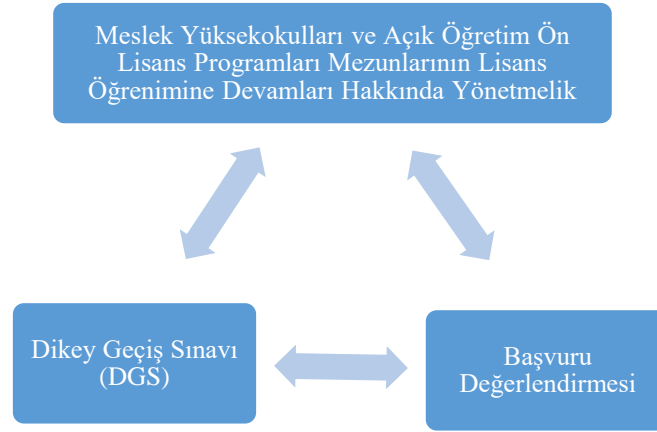 Meslek Yüksekokulları ve Açık Öğretim Ön
Lisans Programları Mezunlarının Lisans
Öğrenimine Devamları Hakkında Yönetmelik
Dikey Geçiş Sınavı
(DGS)
Başvuru
Değerlendirmesi